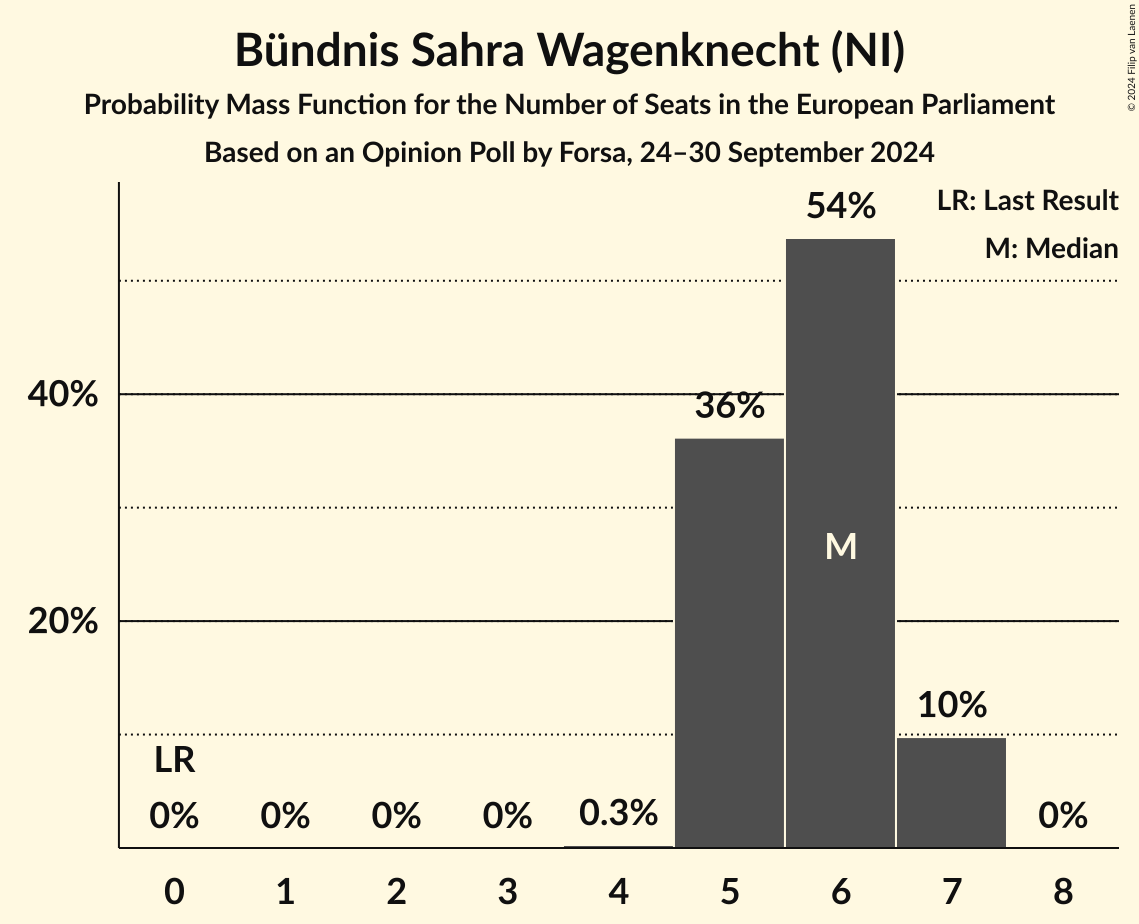 Bündnis Sahra Wagenknecht (NI)
Probability Mass Function for the Number of Seats in the European Parliament
Based on an Opinion Poll by Forsa, 24–30 September 2024
© 2024 Filip van Laenen
LR: Last Result
M: Median
54%
40%
36%
M
20%
10%
LR
0% 0% 0% 0% 0.3% 0%
0 1 2 3 4 5 6 7 8